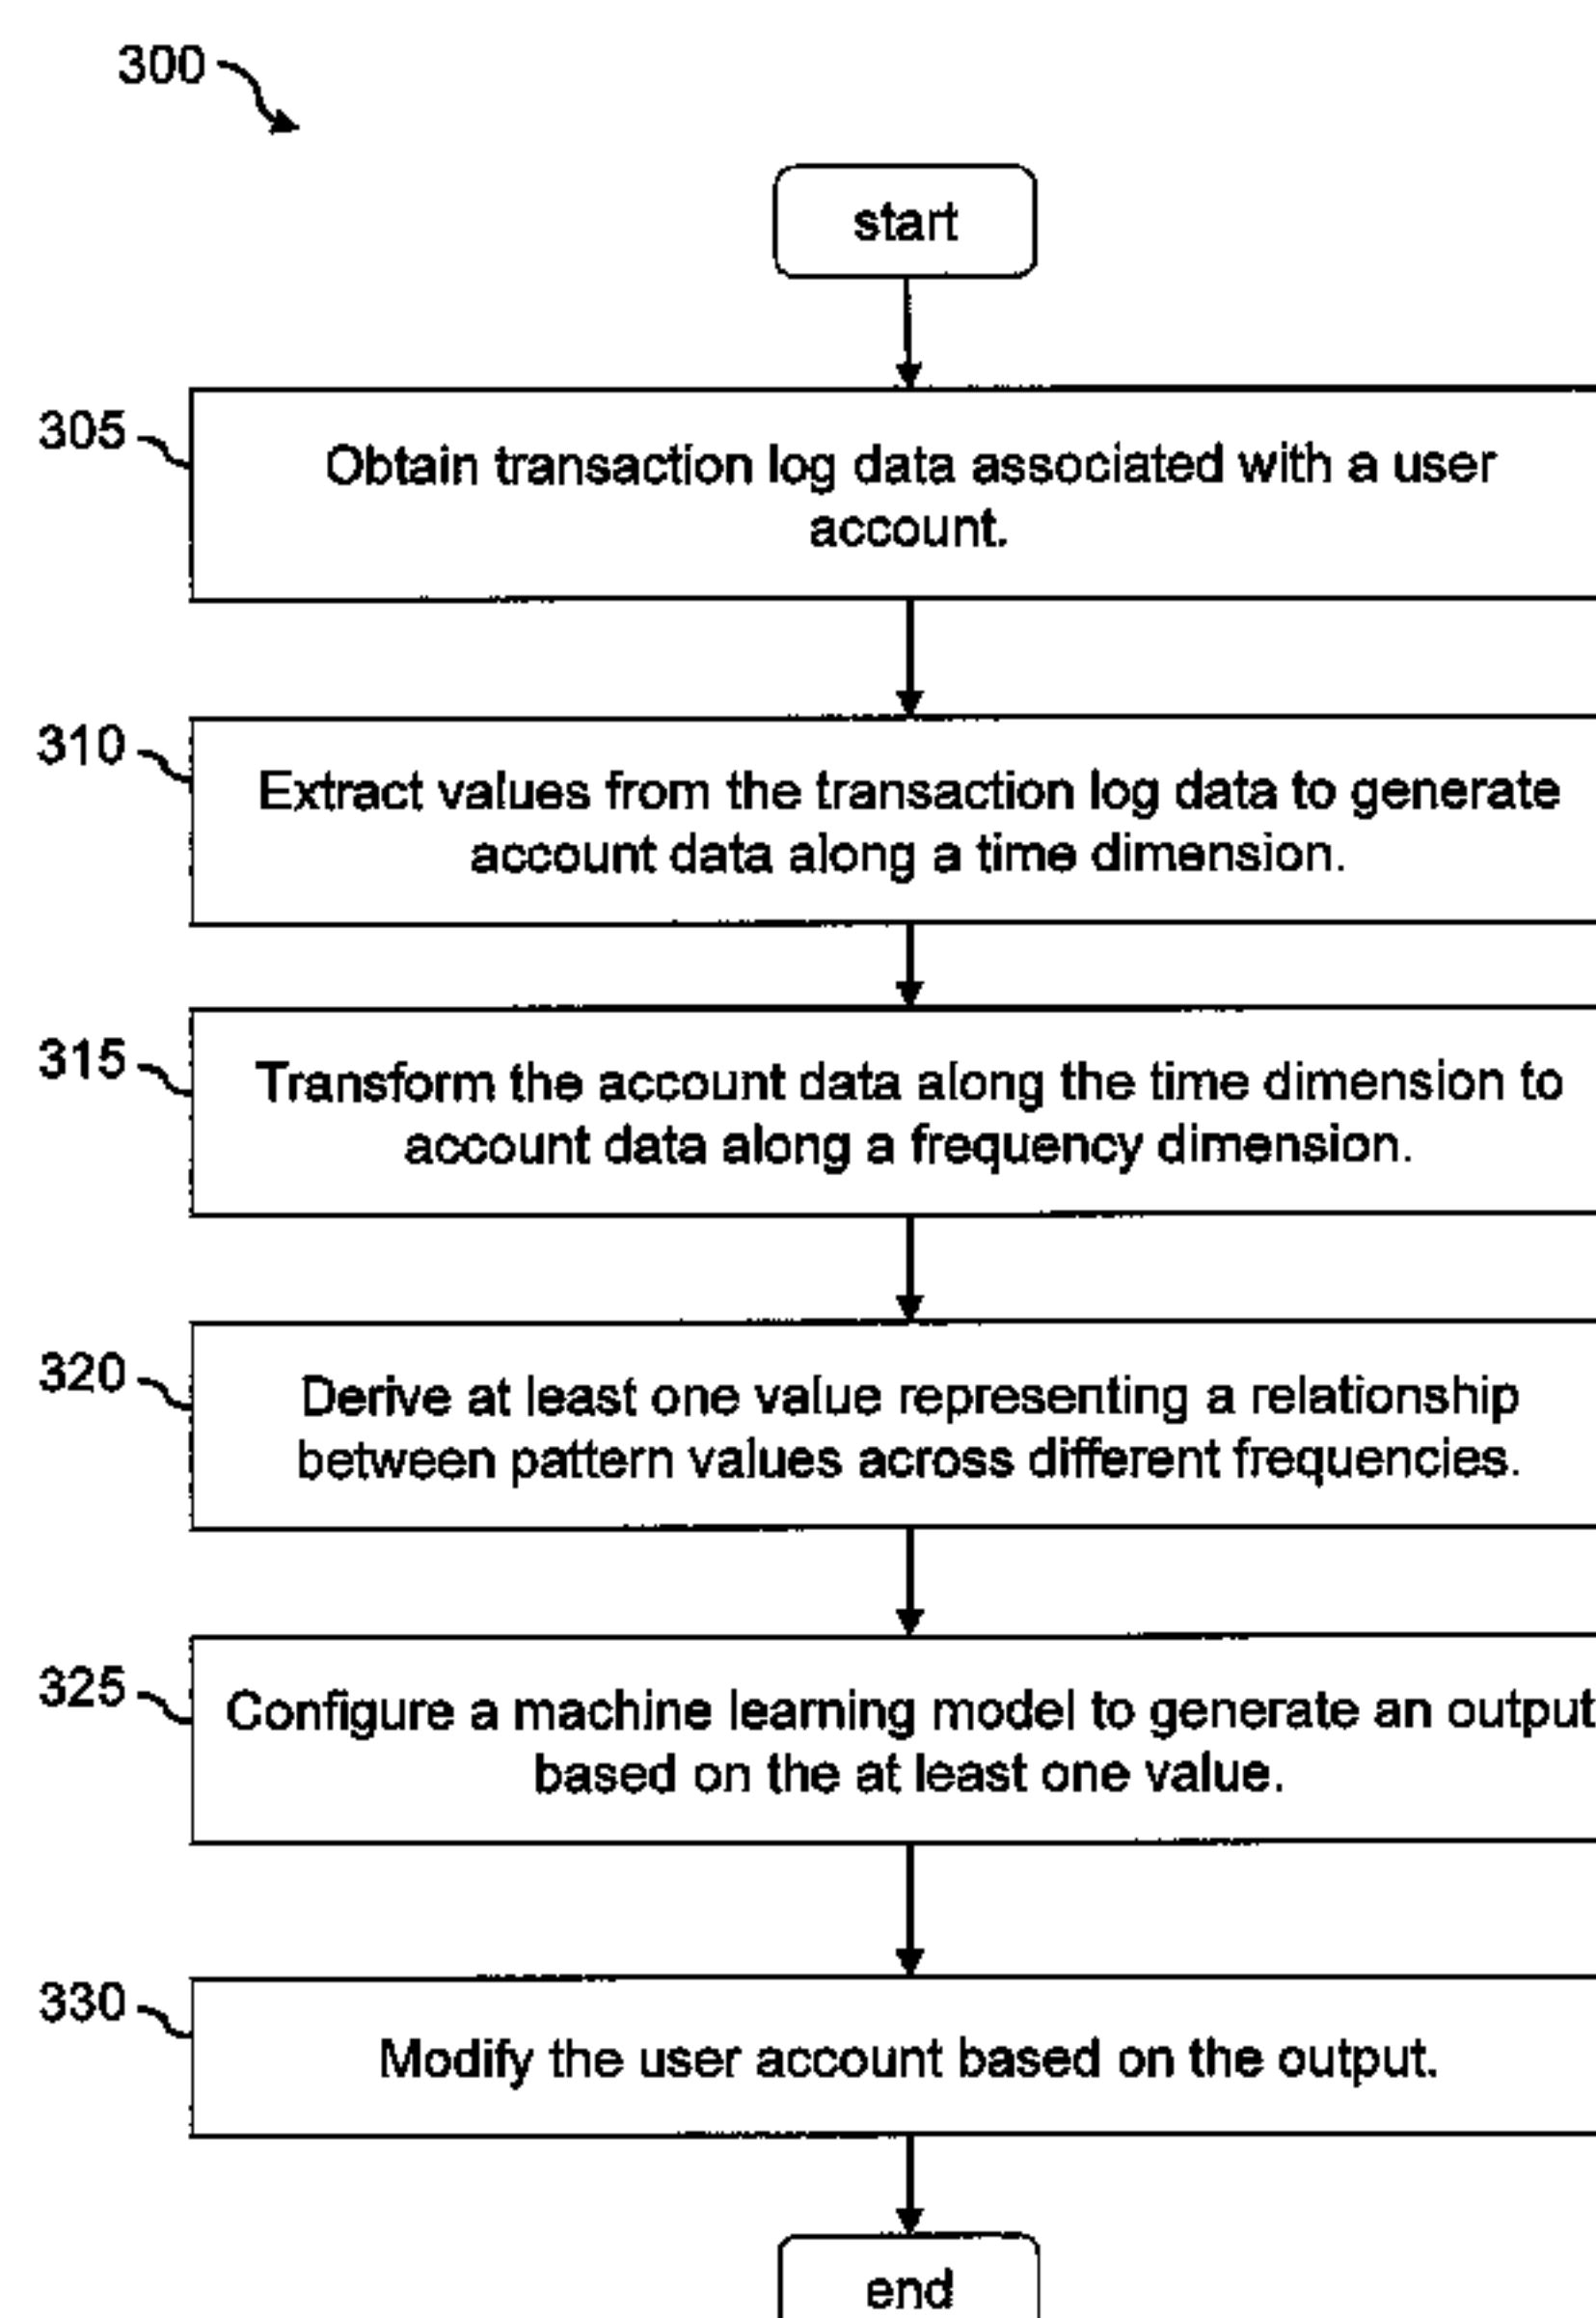 300
start
305
Obtain transaction log data associated with a user
account.
310
Extract values from the transaction log data to generate
account data along a time dimension.
315
Transform the account data along the time dimension to
account data along a frequency dimension.
320
Derive at least one value representing a relationship
between pattern values across different frequencies.
325
Configure a machine learning model to generate an output
based on the at least one value.
330
Modify the user account based on the output.
end